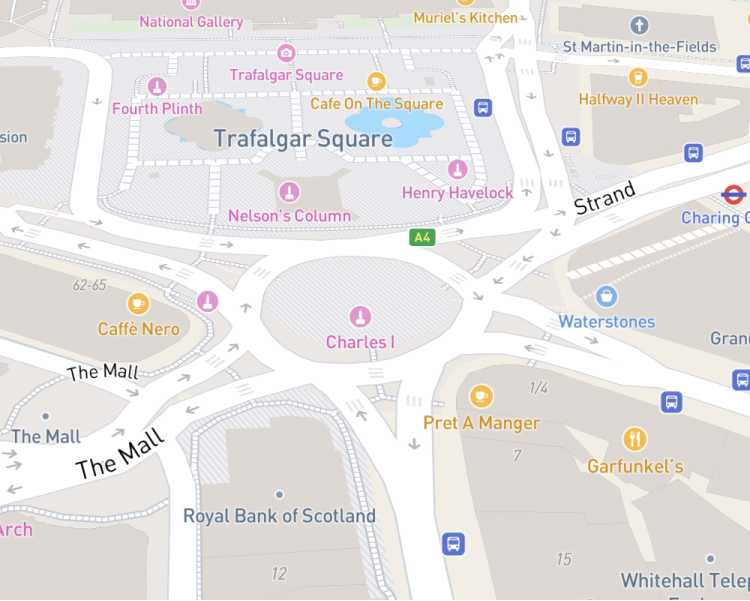 National Gallery
Muriel's Kitchen
St Martin-in-the-Fields
Trafalgar Square
Fourth Plinth
Cafe On The Square
Halfway II Heaven
sion
Trafalgar Square
Henry Havelock
Nelson's Column
Strand
Charing C
A4
62-65
Caffè Nero
Charles I
Waterstones
Gran
The Mall
1/4
The Mall
Pret A Manger
The Mall
7
Garfunkel's
Royal Bank of Scotland
Arch
12
15
Whitehall Telep